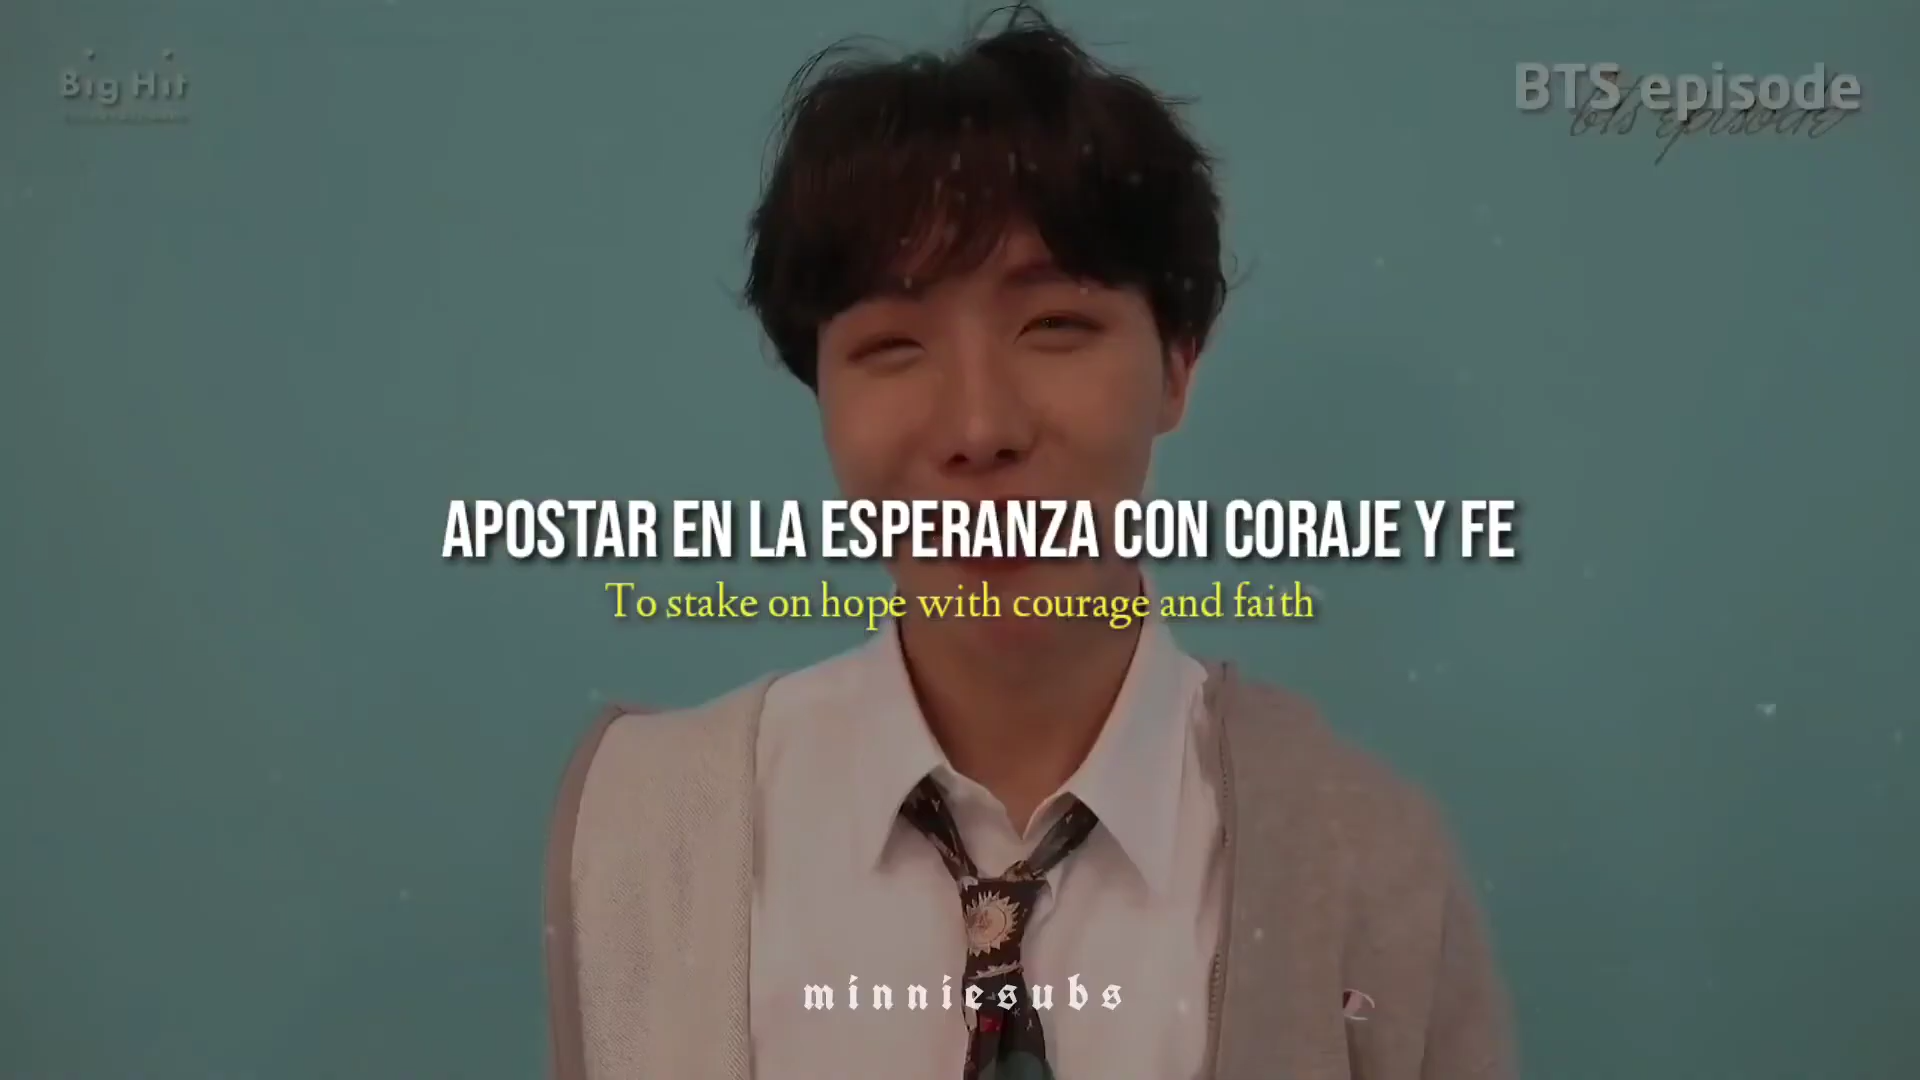 Big Hit
BTS episode
bts episode
APOSTAR EN LA ESPERANZA CON CORAJE Y FE
To stake on hope with courage and faith
minniesubs